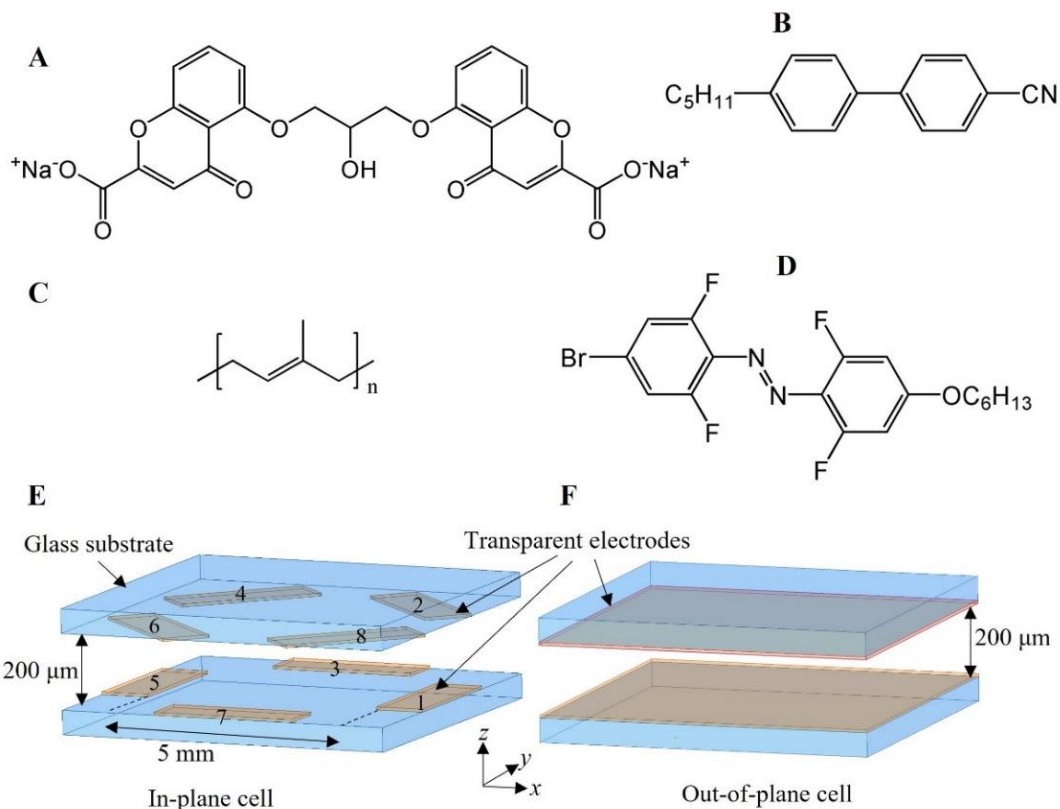 A
+Na-O
O
O
O
O
OH
O
O
O
O
O-Na+
B
C5H11
CN
C
n
D
F
F
Br
N
N
F
F
OC6H13
E
F
Glass substrate
Transparent electrodes
4
2
6
8
3
5
1
7
200 μm
200 μm
5 mm
z
y
x
In-plane cell
Out-of-plane cell